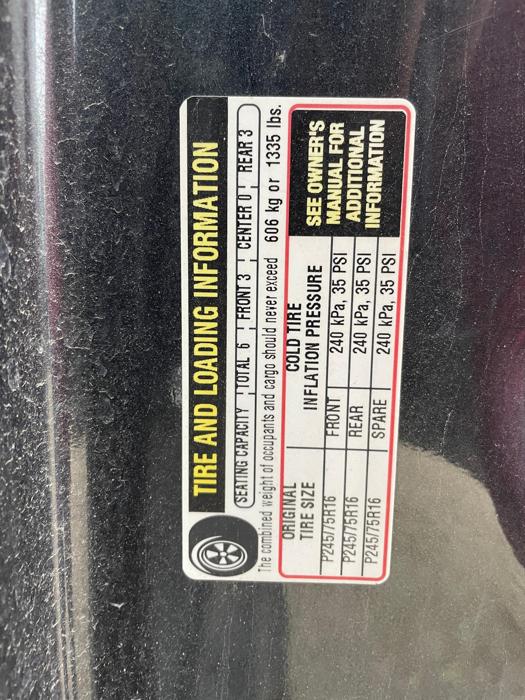 TIRE AND LOADING INFORMATION
SEATING CAPACITY TOTAL 6 FRONT 3 CENTER 0 REAR 3
The combined weight of occupants and cargo should never exceed 606 kg or 1335 lbs.
ORIGINAL TIRE SIZE
COLD TIRE INFLATION PRESSURE
SEE OWNER'S
MANUAL FOR
ADDITIONAL
INFORMATION
P245/75R16 FRONT 240 kPa, 35 PSI
P245/75R16 REAR 240 kPa, 35 PSI
P245/75R16 SPARE 240 kPa, 35 PSI